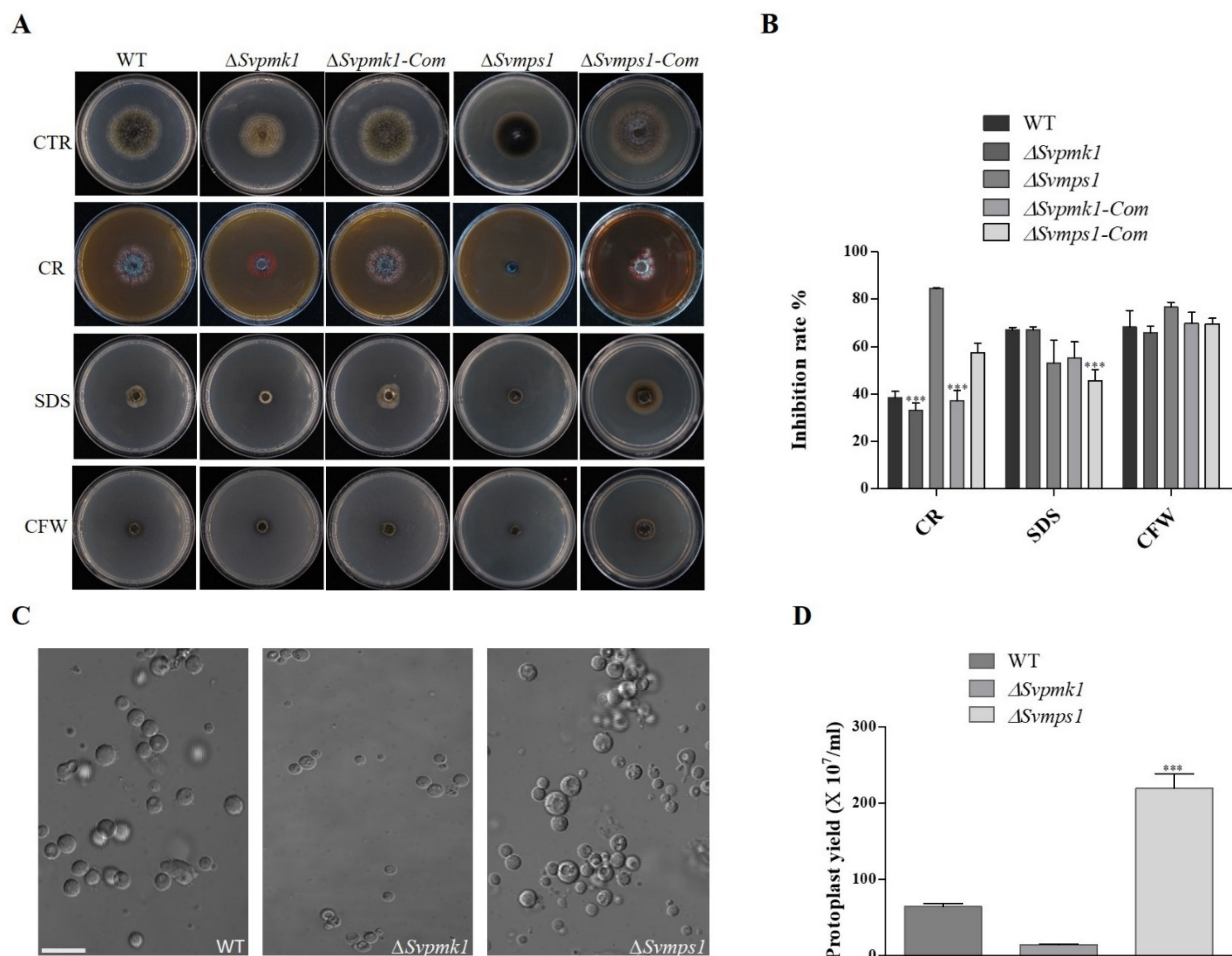 A
WT ΔSvpmk1 ΔSvpmk1-Com ΔSvmps1 ΔSvmps1-Com
CTR
CR
SDS
CFW
B
WT
ΔSvpmk1
ΔSvmps1
ΔSvpmk1-Com
ΔSvmps1-Com
Inhibition rate %
100
80
60
40
20
0
*** *** ***
CR SDS CFW
C
WT ΔSvpmk1 ΔSvmps1
D
WT
ΔSvpmk1
ΔSvmps1
Protoplast yield (X 10⁷/ml)
300
200
100
0
***